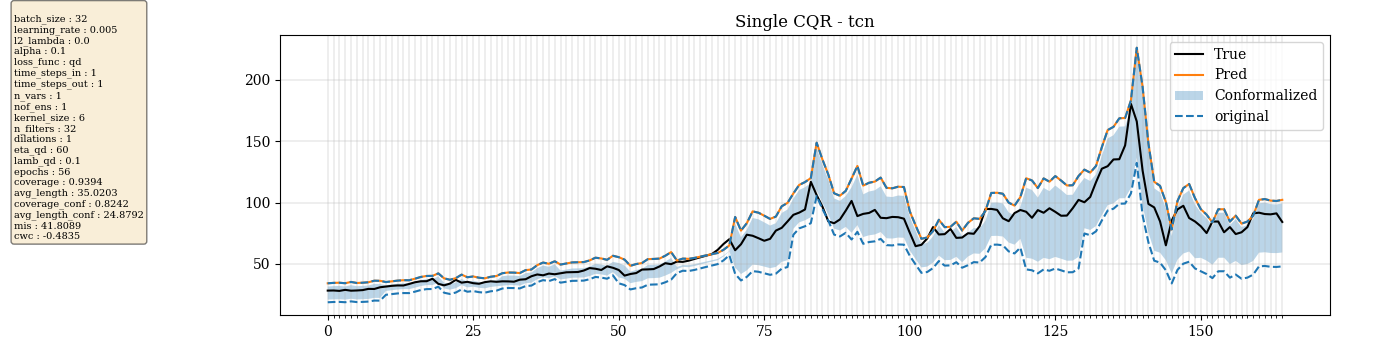 batch_size : 32
learning_rate : 0.005
l2_lambda : 0.0
alpha : 0.1
loss_func : qd
time_steps_in : 1
time_steps_out : 1
n_vars : 1
nof_ens : 1
kernel_size : 6
n_filters : 32
dilations : 1
eta_qd : 60
lamb_qd : 0.1
epochs : 56
coverage : 0.9394
avg_length : 35.0203
coverage_conf : 0.8242
avg_length_conf : 24.8792
mis : 41.8089
cwc : -0.4835
Single CQR - tcn
True
Pred
Conformalized
original
200
150
100
50
0 25 50 75 100 125 150